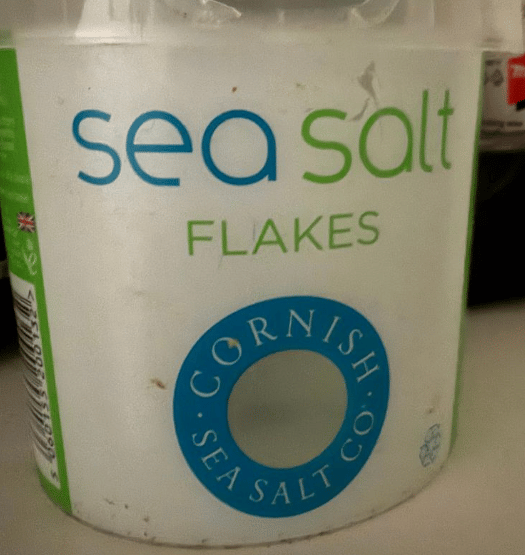 sea salt
FLAKES
CORNISH
SEA SALT CO.